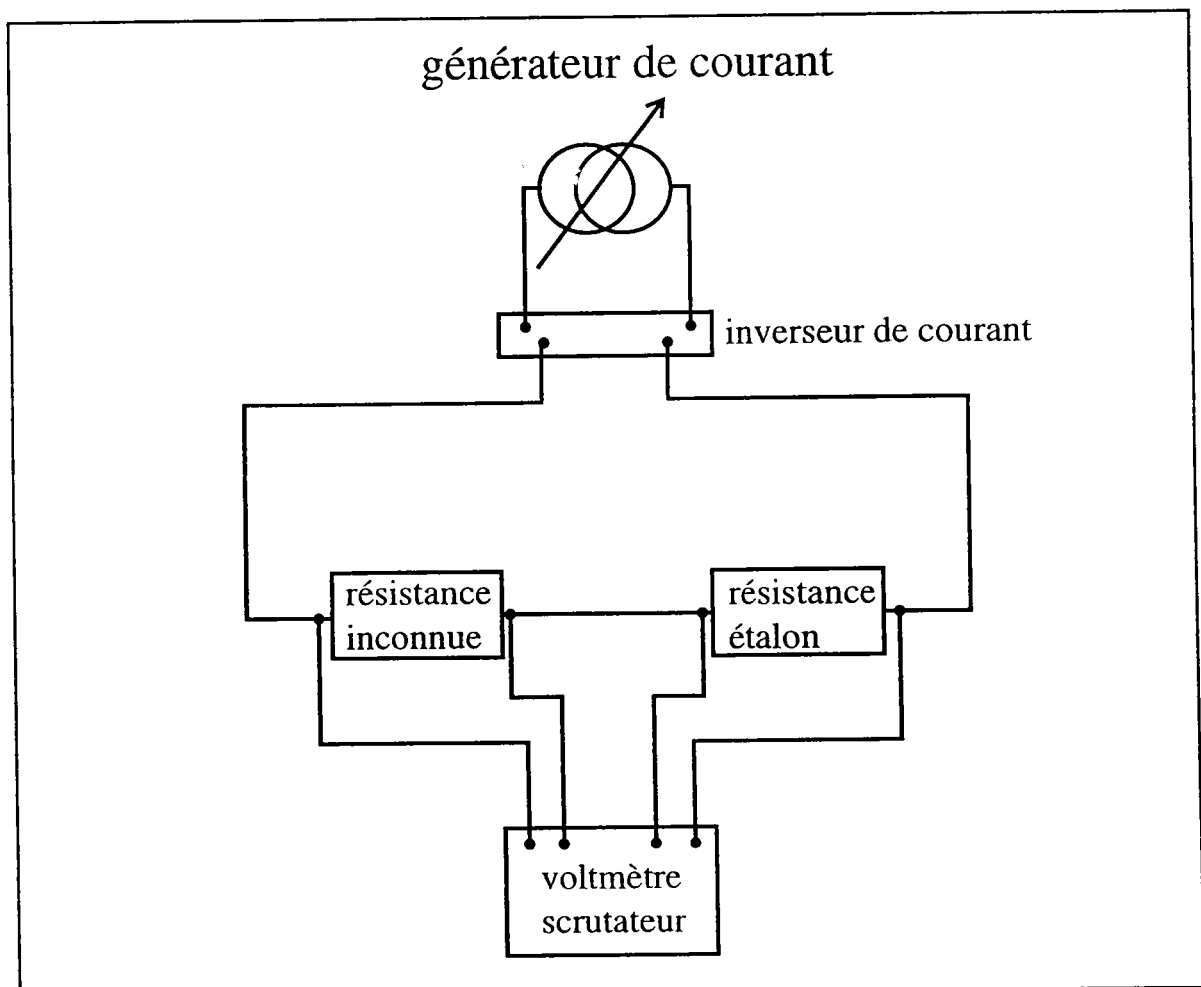 générateur de courant
inverseur de courant
résistance
inconnue
résistance
étalon
voltmètre
scrutateur